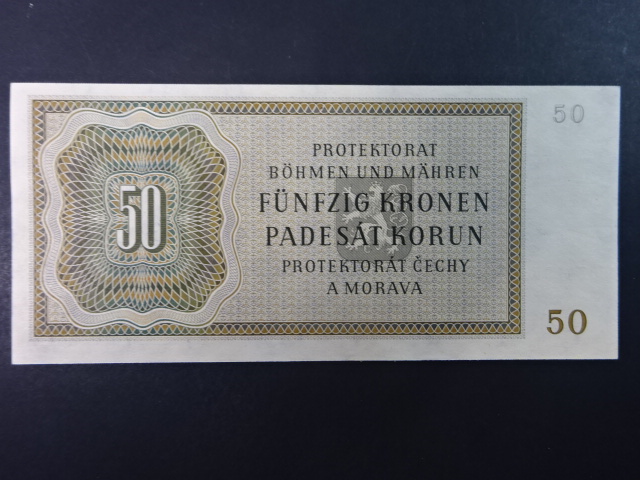 50
50
PROTEKTORAT
BÖHMEN UND MÄHREN
FÜNFZIG KRONEN
PADESÁT KORUN
PROTEKTORÁT ČECHY
A MORAVA
50